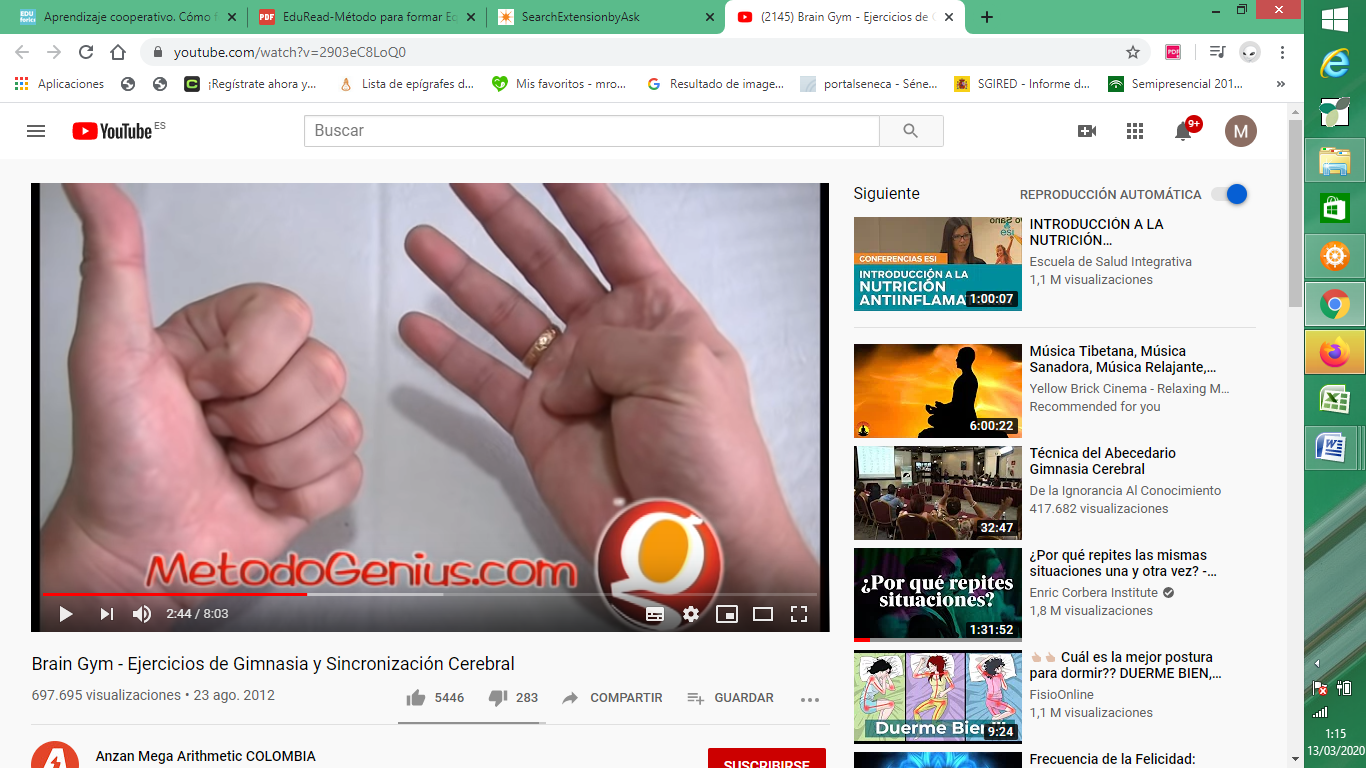 Aprendizaje cooperativo. Cómo f
EduRead-Método para formar Eq
SearchExtensionbyAsk
(2145) Brain Gym - Ejercicios de G
youtube.com/watch?v=2903eC8LoQ0
Aplicaciones
¡Regístrate ahora y...
Lista de epígrafes d...
Mis favoritos - mro...
Resultado de image...
portalseneca - Séne...
SGIRED - Informe d...
Semipresencial 201...
»
YouTube ES
Buscar
9+
M
MetodoGenius.com
2:44 / 8:03
Brain Gym - Ejercicios de Gimnasia y Sincronización Cerebral
697.695 visualizaciones • 23 ago. 2012
5446
283
COMPARTIR
GUARDAR
Anzan Mega Arithmetic COLOMBIA
SUSCRIBIRSE
Siguiente
REPRODUCCIÓN AUTOMÁTICA
CONFERENCIAS ESI
INTRODUCCIÓN A LA
NUTRICIÓN
ANTIINFLAMA
1:00:07
INTRODUCCIÓN A LA
NUTRICIÓN...
Escuela de Salud Integrativa
1,1 M visualizaciones
6:00:22
Música Tibetana, Música
Sanadora, Música Relajante,...
Yellow Brick Cinema - Relaxing M...
Recommended for you
32:47
Técnica del Abecedario
Gimnasia Cerebral
De la Ignorancia Al Conocimiento
417.682 visualizaciones
¿Por qué repites
situaciones?
1:31:52
¿Por qué repites las mismas
situaciones una y otra vez? -...
Enric Corbera Institute
1,8 M visualizaciones
Duerme Bien
9:24
Cuál es la mejor postura
para dormir?? DUERME BIEN,...
FisioOnline
1,1 M visualizaciones
Frecuencia de la Felicidad:
1:15
13/03/2020